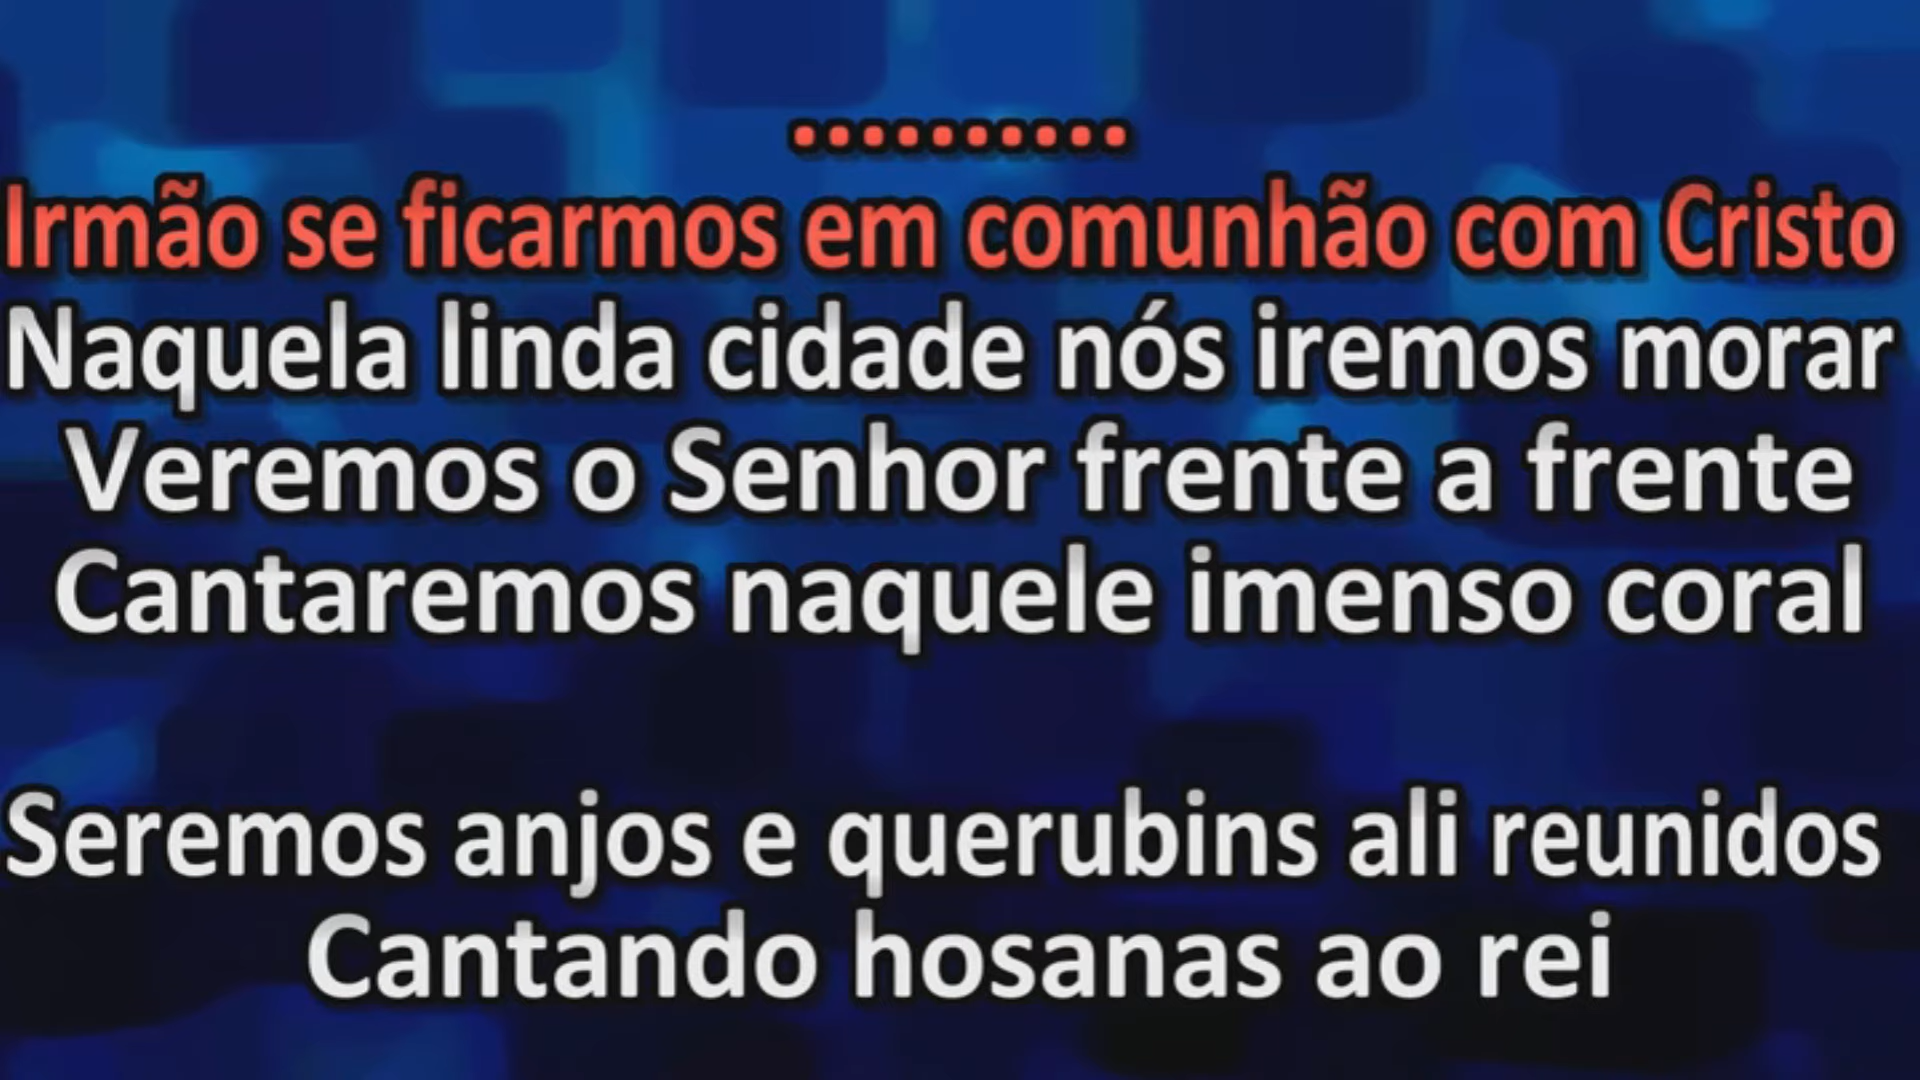 ..........
Irmão se ficarmos em comunhão com Cristo
Naquela linda cidade nós iremos morar
Veremos o Senhor frente a frente
Cantaremos naquele imenso coral
Seremos anjos e querubins ali reunidos
Cantando hosanas ao rei